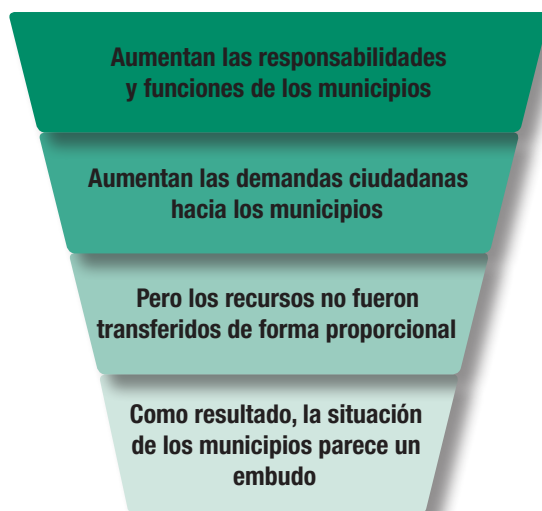 Aumentan las responsabilidades
y funciones de los municipios
Aumentan las demandas ciudadanas
hacia los municipios
Pero los recursos no fueron
transferidos de forma proporcional
Como resultado, la situación
de los municipios parece un
embudo